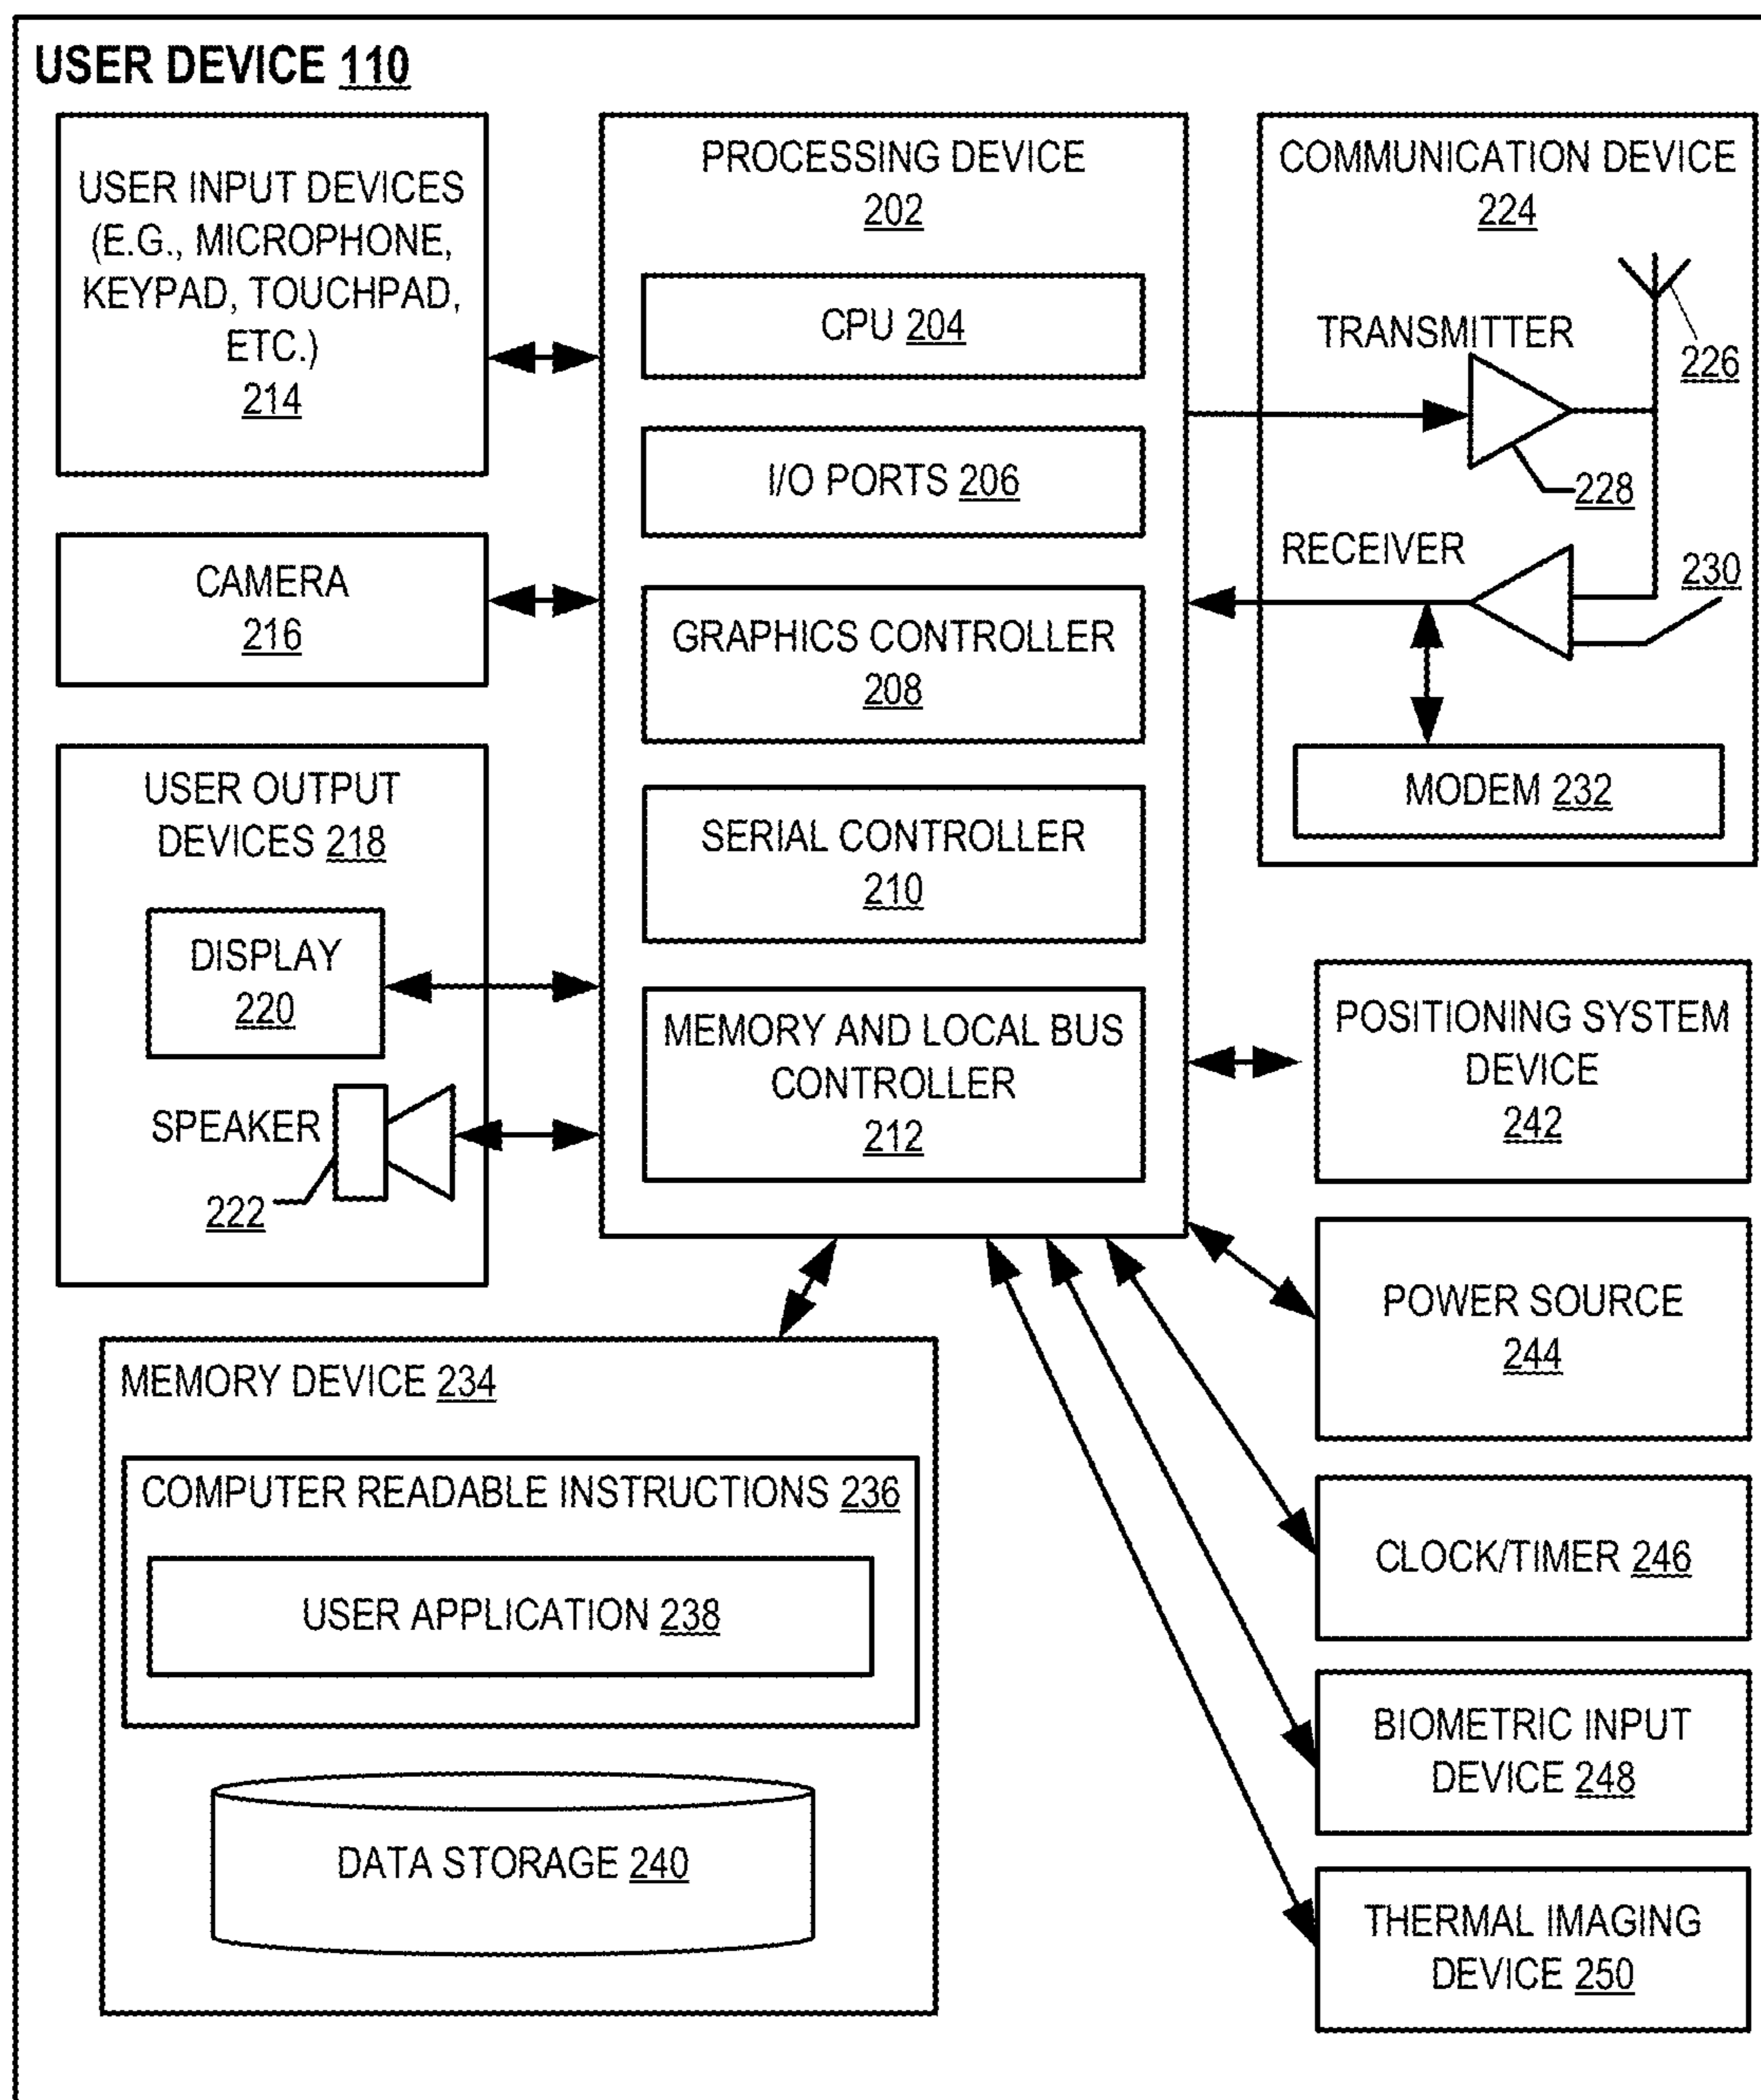 USER DEVICE 110
USER INPUT DEVICES
(E.G., MICROPHONE,
KEYPAD, TOUCHPAD,
ETC.)
214
CAMERA
216
USER OUTPUT
DEVICES 218
DISPLAY
220
SPEAKER
222
PROCESSING DEVICE
202
CPU 204
I/O PORTS 206
GRAPHICS CONTROLLER
208
SERIAL CONTROLLER
210
MEMORY AND LOCAL BUS
CONTROLLER
212
COMMUNICATION DEVICE
224
TRANSMITTER
226
228
RECEIVER
230
MODEM 232
POSITIONING SYSTEM
DEVICE
242
POWER SOURCE
244
CLOCK/TIMER 246
BIOMETRIC INPUT
DEVICE 248
THERMAL IMAGING
DEVICE 250
MEMORY DEVICE 234
COMPUTER READABLE INSTRUCTIONS 236
USER APPLICATION 238
DATA STORAGE 240